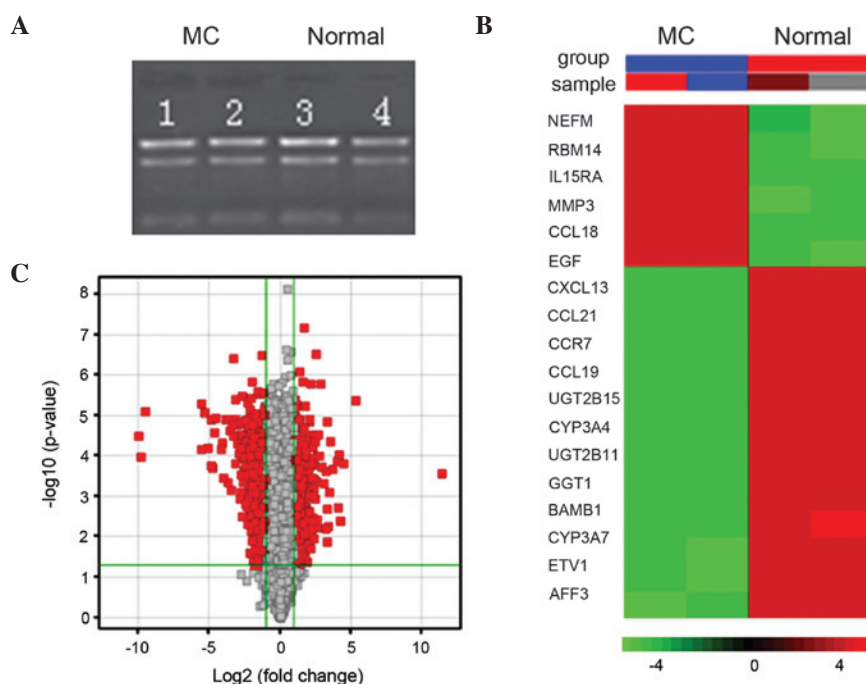 A
MC Normal
1 2 3 4
B
MC Normal
group
sample
NEFM
RBM14
IL15RA
MMP3
CCL18
EGF
CXCL13
CCL21
CCR7
CCL19
UGT2B15
CYP3A4
UGT2B11
GGT1
BAMB1
CYP3A7
ETV1
AFF3
-4 0 4
C
-log10 (p-value)
8
7
6
5
4
3
2
1
0
-10 -5 0 5 10
Log2 (fold change)